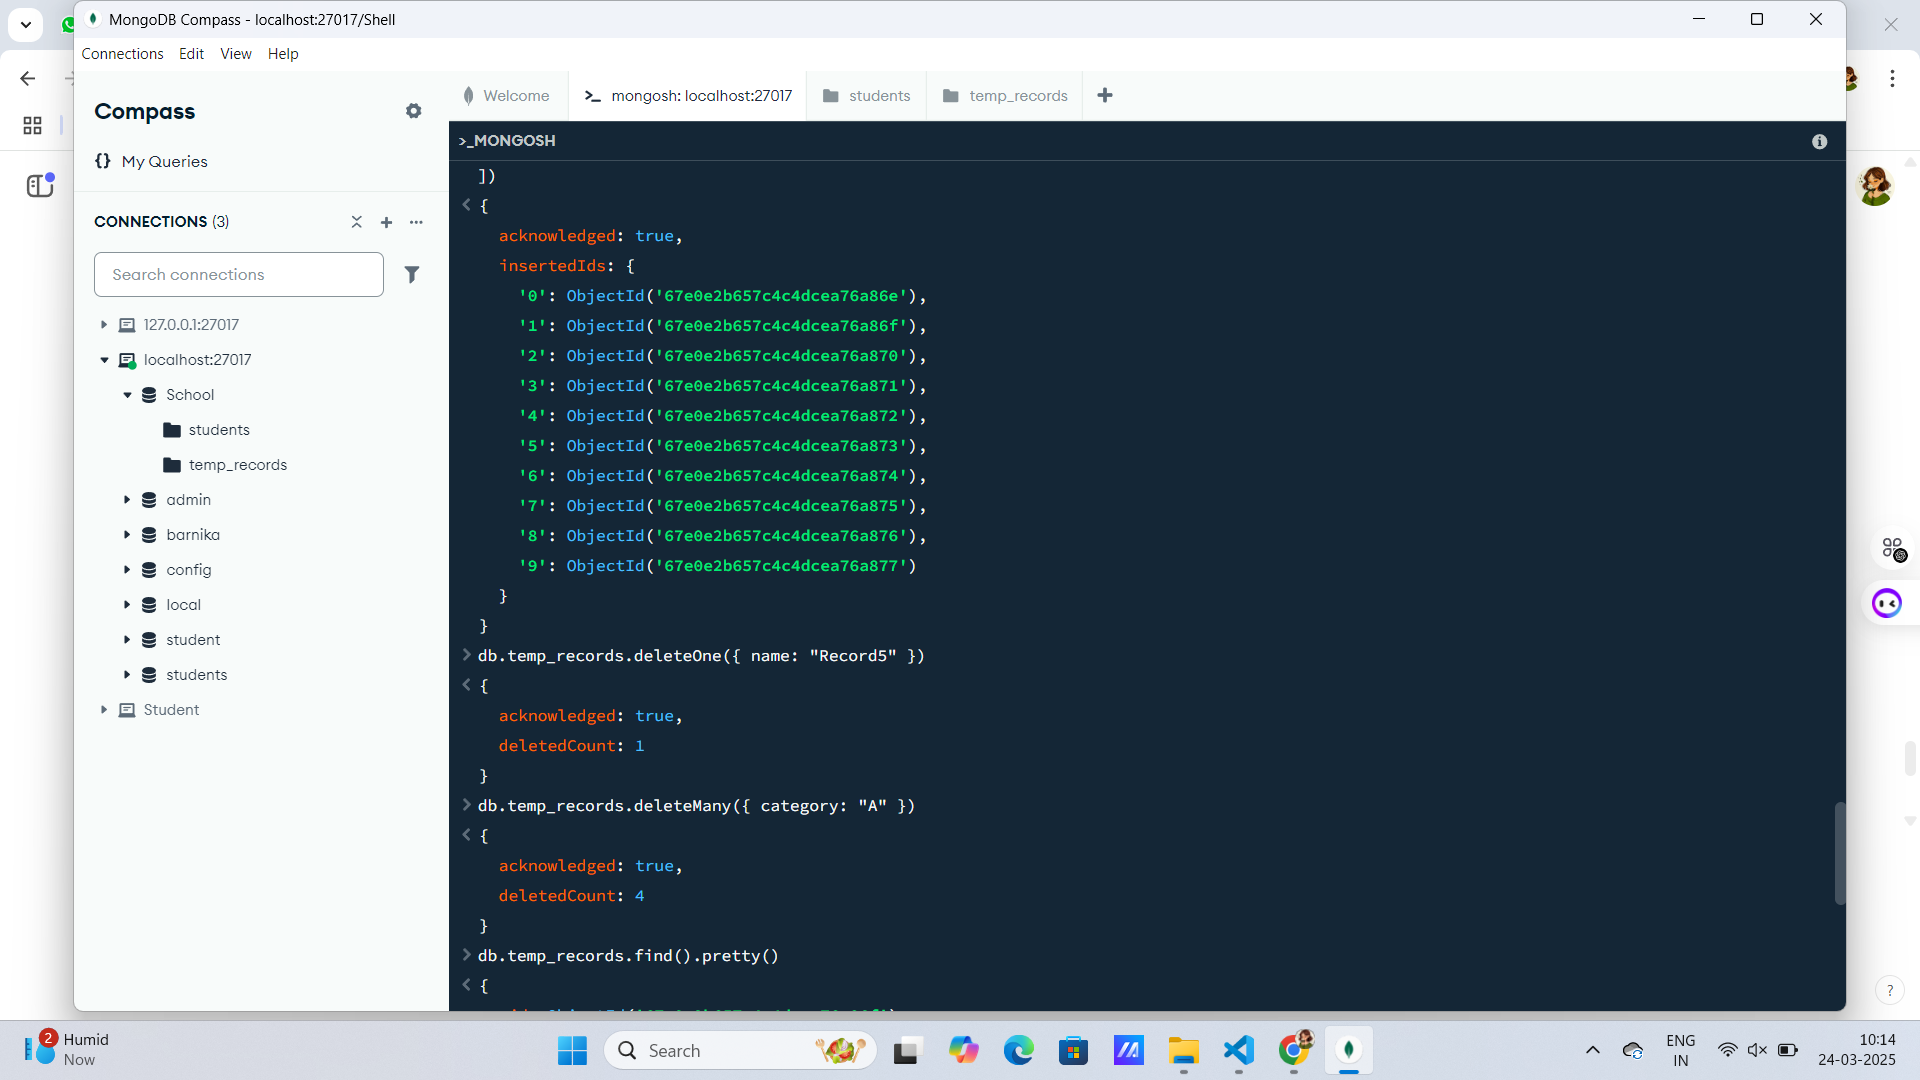 MongoDB Compass - localhost:27017/Shell
Connections Edit View Help
Compass
{} My Queries
CONNECTIONS (3)
Search connections
127.0.0.1:27017
localhost:27017
School
students
temp_records
admin
barnika
config
local
student
students
Student
Welcome
>_ mongosh: localhost:27017
students
temp_records
>_MONGOSH
])
< {
acknowledged: true,
insertedIds: {
'0': ObjectId('67e0e2b657c4c4dcea76a86e'),
'1': ObjectId('67e0e2b657c4c4dcea76a86f'),
'2': ObjectId('67e0e2b657c4c4dcea76a870'),
'3': ObjectId('67e0e2b657c4c4dcea76a871'),
'4': ObjectId('67e0e2b657c4c4dcea76a872'),
'5': ObjectId('67e0e2b657c4c4dcea76a873'),
'6': ObjectId('67e0e2b657c4c4dcea76a874'),
'7': ObjectId('67e0e2b657c4c4dcea76a875'),
'8': ObjectId('67e0e2b657c4c4dcea76a876'),
'9': ObjectId('67e0e2b657c4c4dcea76a877')
}
}
> db.temp_records.deleteOne({ name: "Record5" })
< {
acknowledged: true,
deletedCount: 1
}
> db.temp_records.deleteMany({ category: "A" })
< {
acknowledged: true,
deletedCount: 4
}
> db.temp_records.find().pretty()
< {
?
2
Humid
Now
Search
ENG
IN
10:14
24-03-2025